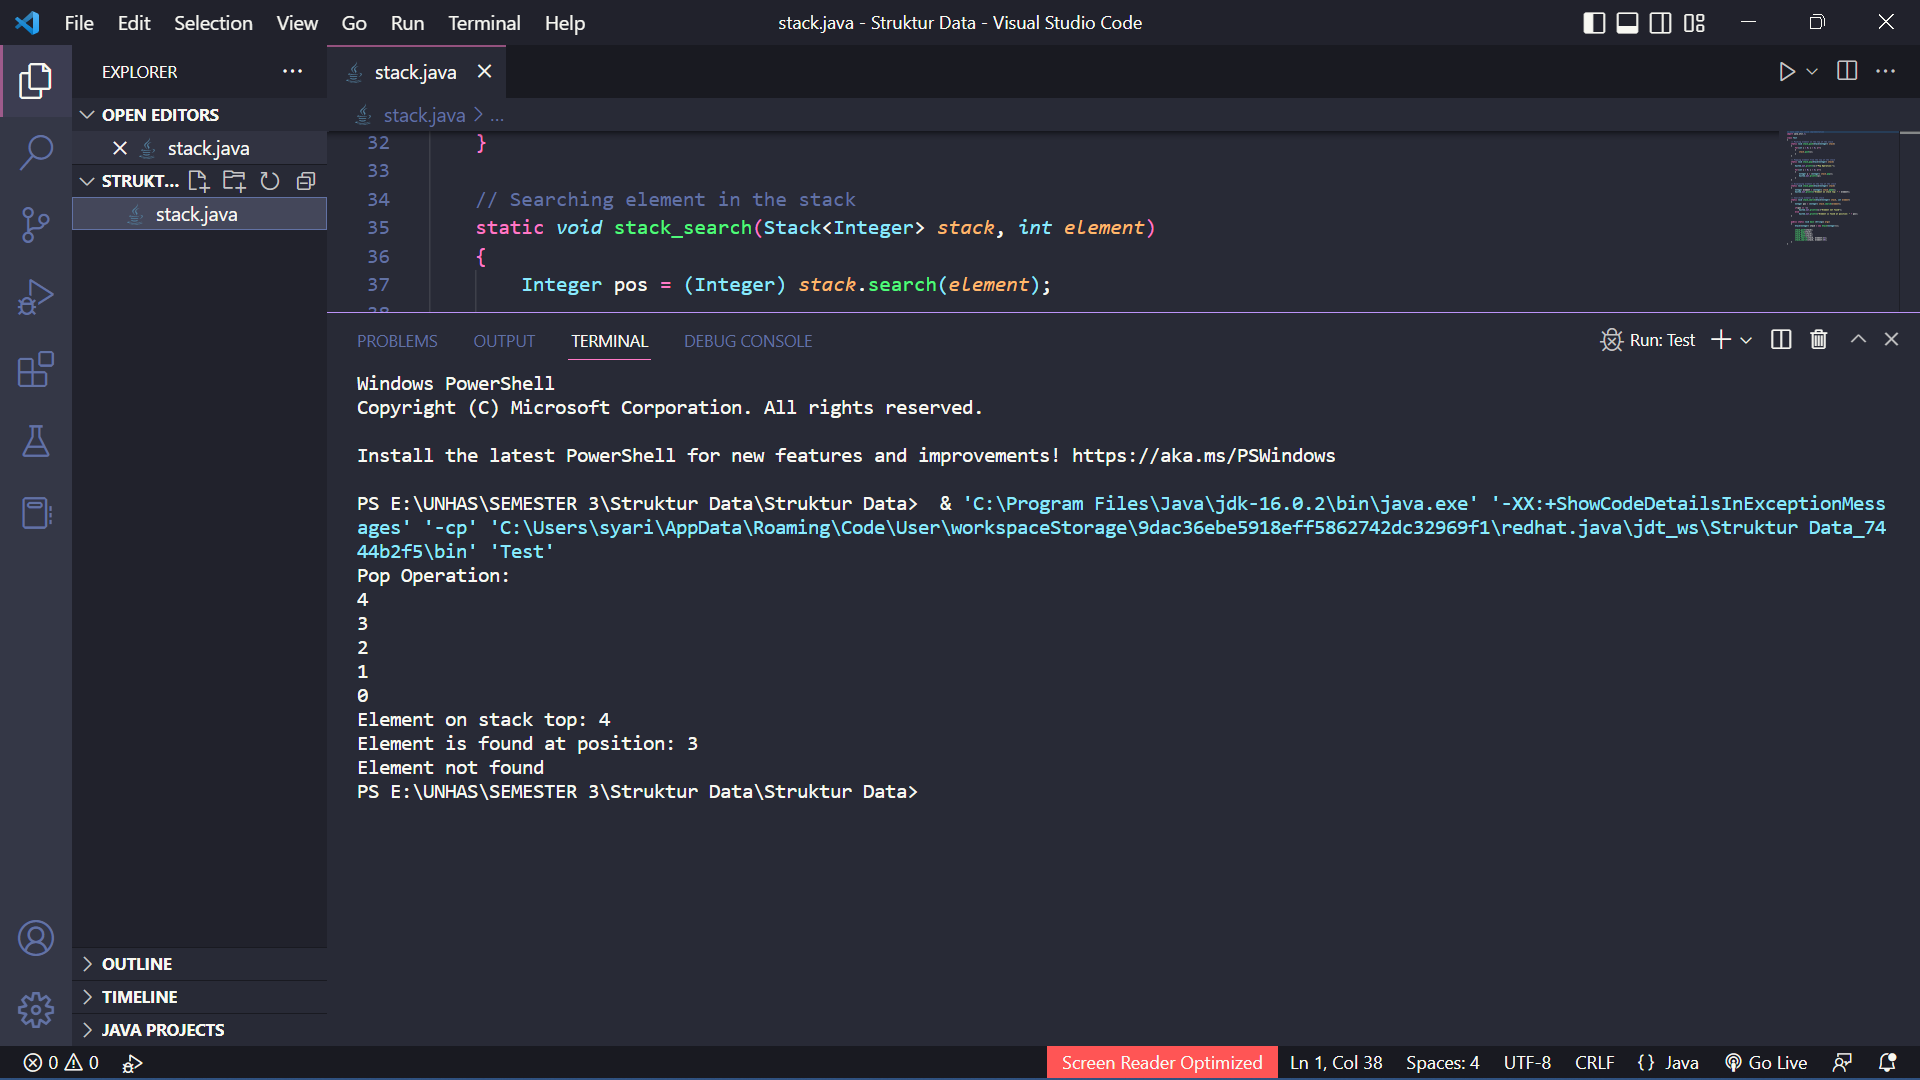 File Edit Selection View Go Run Terminal Help
stack.java - Struktur Data - Visual Studio Code
EXPLORER
OPEN EDITORS
stack.java
STRUKT...
stack.java
stack.java
stack.java > ...
32 }
33
34 // Searching element in the stack
35 static void stack_search(Stack<Integer> stack, int element)
36 {
37 Integer pos = (Integer) stack.search(element);
38
PROBLEMS OUTPUT TERMINAL DEBUG CONSOLE
Run: Test
Windows PowerShell
Copyright (C) Microsoft Corporation. All rights reserved.
Install the latest PowerShell for new features and improvements! https://aka.ms/PSWindows
PS E:\UNHAS\SEMESTER 3\Struktur Data\Struktur Data>  & 'C:\Program Files\Java\jdk-16.0.2\bin\java.exe' '-XX:+ShowCodeDetailsInExceptionMess
ages' '-cp' 'C:\Users\syari\AppData\Roaming\Code\User\workspaceStorage\9dac36ebe5918eff5862742dc32969f1\redhat.java\jdt_ws\Struktur Data_74
44b2f5\bin' 'Test'
Pop Operation:
4
3
2
1
0
Element on stack top: 4
Element is found at position: 3
Element not found
PS E:\UNHAS\SEMESTER 3\Struktur Data\Struktur Data>
OUTLINE
TIMELINE
JAVA PROJECTS
0 0
Screen Reader Optimized Ln 1, Col 38 Spaces: 4 UTF-8 CRLF {} Java Go Live